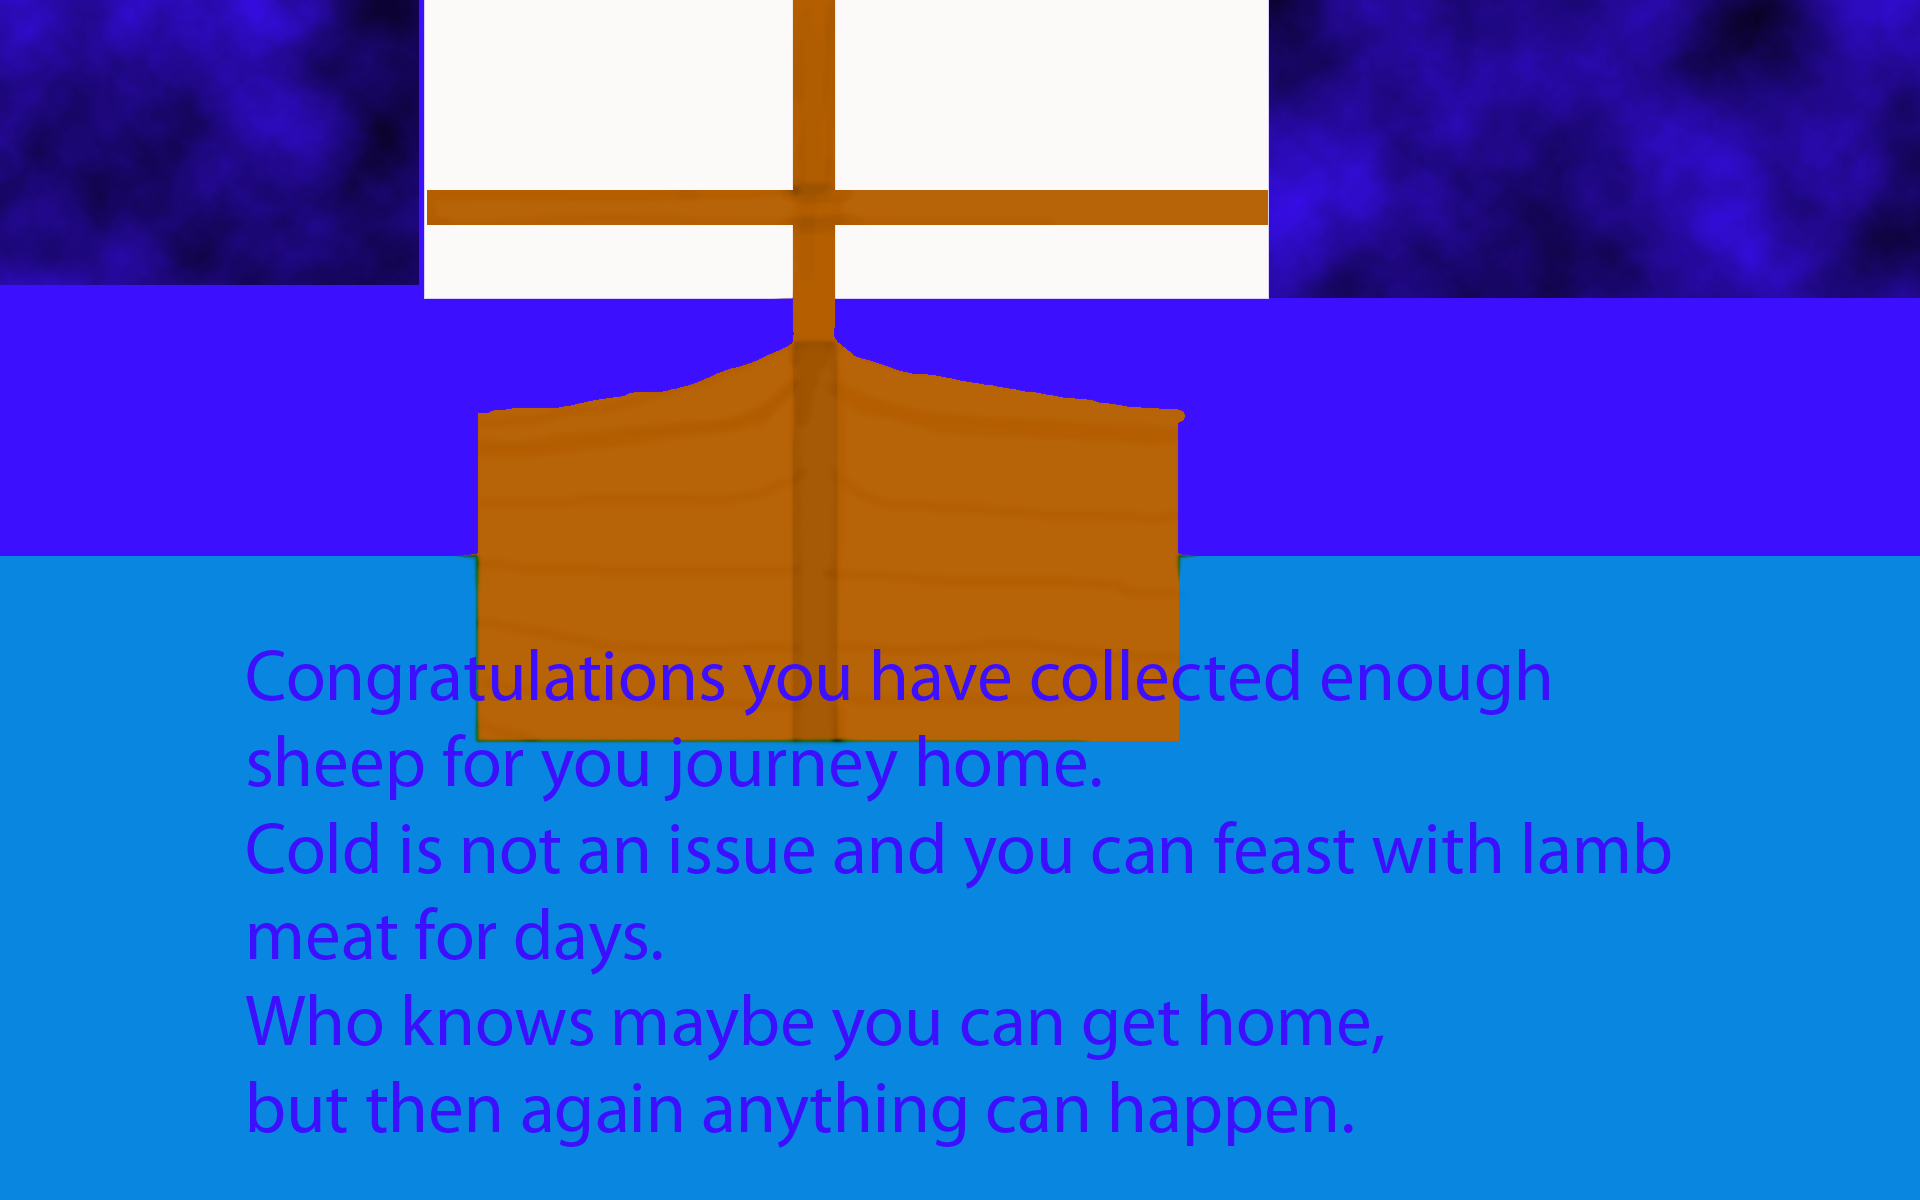 Congratulations you have collected enough
sheep for you journey home.
Cold is not an issue and you can feast with lamb
meat for days.
Who knows maybe you can get home,
but then again anything can happen.